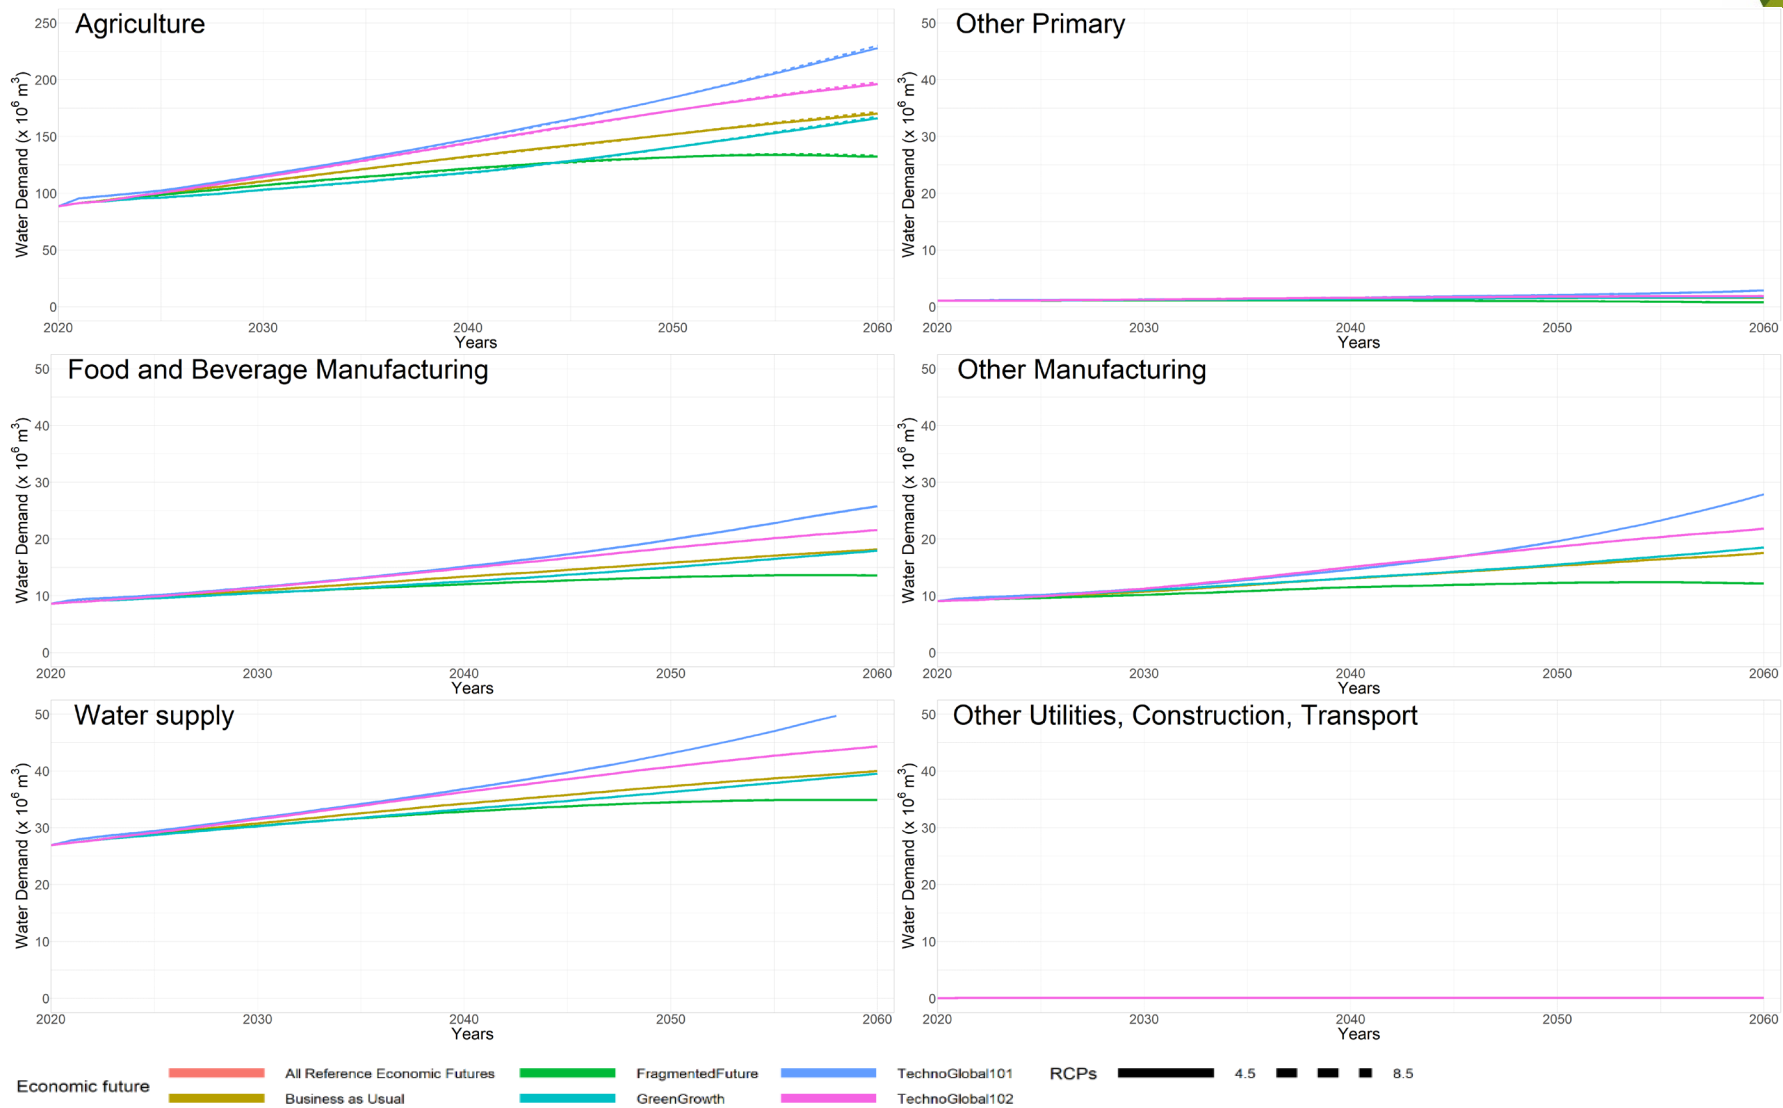 Agriculture
250
200
150
100
50
0
Water Demand (x 10⁶ m³)
2020 2030 2040 2050 2060
Years
Other Primary
50
40
30
20
10
0
Water Demand (x 10⁶ m³)
2020 2030 2040 2050 2060
Years
Food and Beverage Manufacturing
50
40
30
20
10
0
Water Demand (x 10⁶ m³)
2020 2030 2040 2050 2060
Years
Other Manufacturing
50
40
30
20
10
0
Water Demand (x 10⁶ m³)
2020 2030 2040 2050 2060
Years
Water supply
50
40
30
20
10
0
Water Demand (x 10⁶ m³)
2020 2030 2040 2050 2060
Years
Other Utilities, Construction, Transport
50
40
30
20
10
0
Water Demand (x 10⁶ m³)
2020 2030 2040 2050 2060
Years
Economic future
All Reference Economic Futures
Business as Usual
FragmentedFuture
GreenGrowth
TechnoGlobal101
TechnoGlobal102
RCPs 4.5 8.5